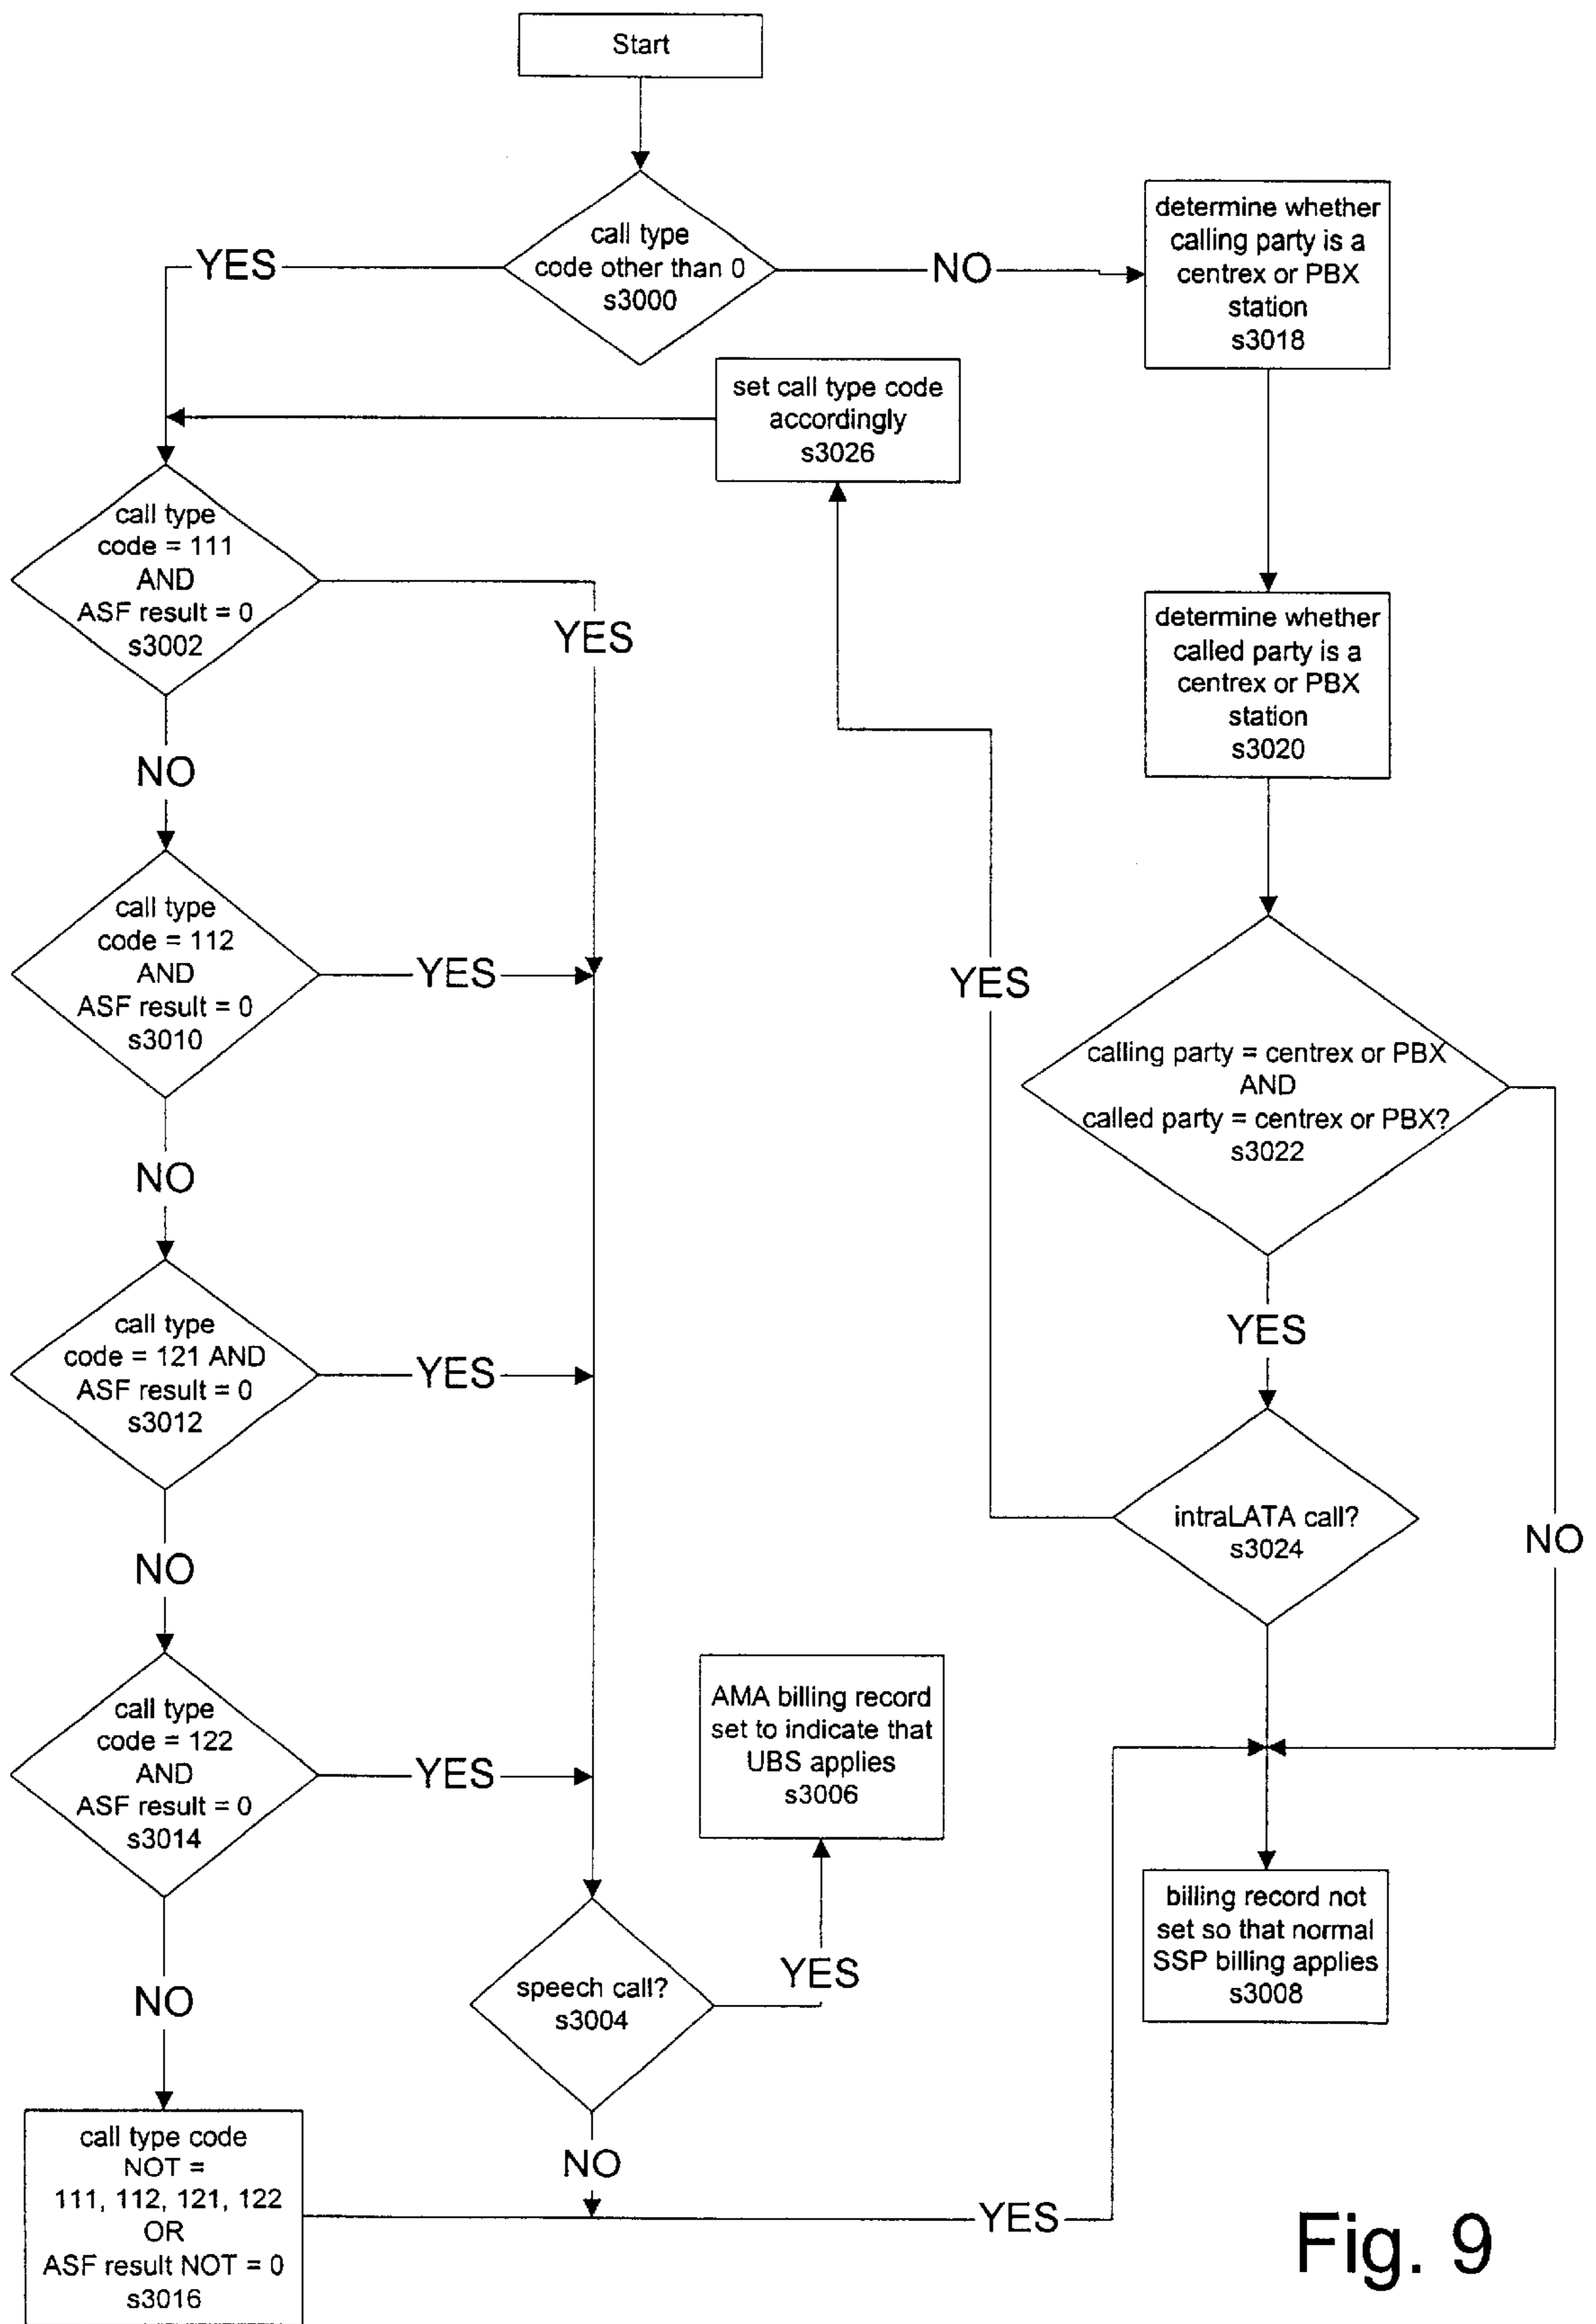 Start
call type
code other than 0
s3000
YES
NO
determine whether
calling party is a
centrex or PBX
station
s3018
set call type code
accordingly
s3026
call type
code = 111
AND
ASF result = 0
s3002
YES
NO
determine whether
called party is a
centrex or PBX
station
s3020
call type
code = 112
AND
ASF result = 0
s3010
YES
YES
calling party = centrex or PBX
AND
called party = centrex or PBX?
s3022
NO
call type
code = 121 AND
ASF result = 0
s3012
YES
YES
NO
intraLATA call?
s3024
NO
call type
code = 122
AND
ASF result = 0
s3014
YES
AMA billing record
set to indicate that
UBS applies
s3006
billing record not
set so that normal
SSP billing applies
s3008
NO
speech call?
s3004
YES
NO
call type code
NOT =
111, 112, 121, 122
OR
ASF result NOT = 0
s3016
YES
Fig. 9